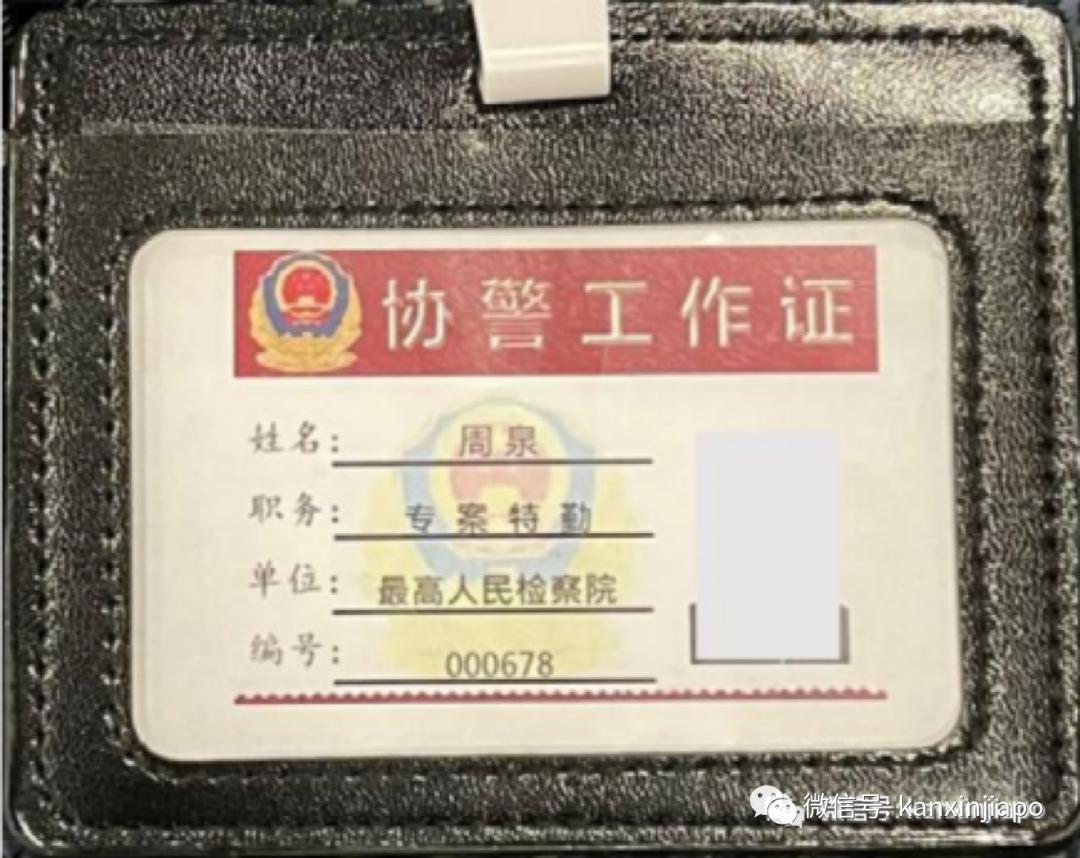 协警工作证
姓名：周泉
职务：专案特勤
单位：最高人民检察院
编号：000678
微信号: kanxinjiapo